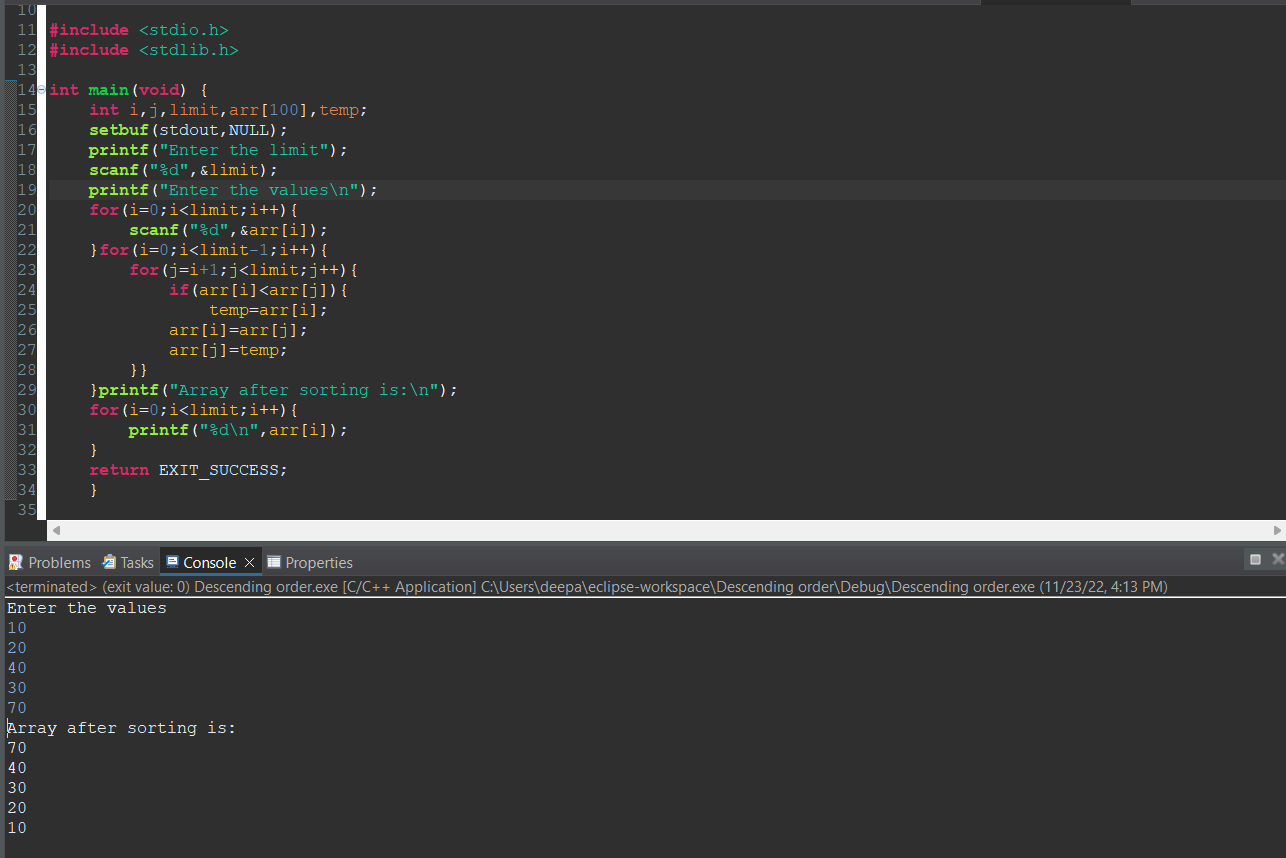 10
11 #include <stdio.h>
12 #include <stdlib.h>
13
14 int main(void) {
15     int i,j,limit,arr[100],temp;
16     setbuf(stdout,NULL);
17     printf("Enter the limit");
18     scanf("%d",&limit);
19     printf("Enter the values\n");
20     for(i=0;i<limit;i++){
21         scanf("%d",&arr[i]);
22     }for(i=0;i<limit-1;i++){
23         for(j=i+1;j<limit;j++){
24             if(arr[i]<arr[j]){
25                 temp=arr[i];
26             arr[i]=arr[j];
27             arr[j]=temp;
28         }}
29     }printf("Array after sorting is:\n");
30     for(i=0;i<limit;i++){
31         printf("%d\n",arr[i]);
32     }
33     return EXIT_SUCCESS;
34     }
35
Problems Tasks Console Properties
<terminated> (exit value: 0) Descending order.exe [C/C++ Application] C:\Users\deepa\eclipse-workspace\Descending order\Debug\Descending order.exe (11/23/22, 4:13 PM)
Enter the values
10
20
40
30
70
Array after sorting is:
70
40
30
20
10